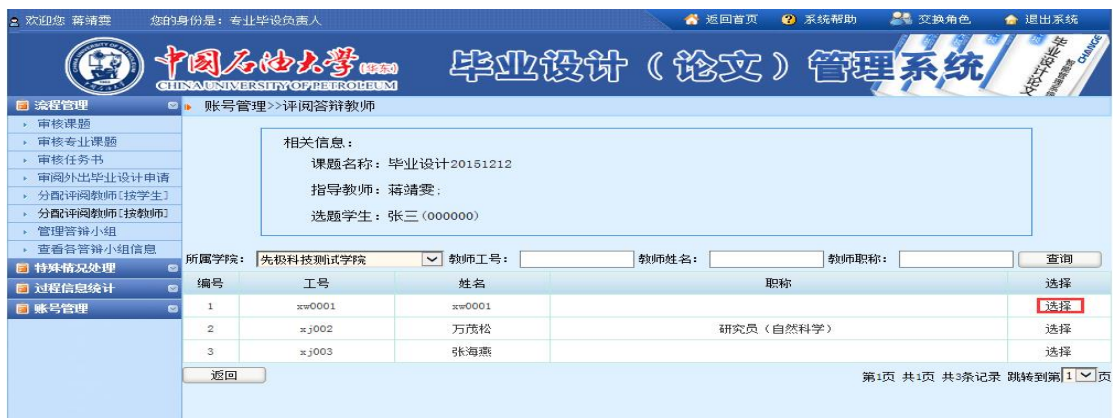 欢迎您 蒋靖雯 您的身份是：专业毕设负责人 返回首页 系统帮助 交换角色 退出系统
中国石油大学(华东) 毕业设计（论文）管理系统
CHINA UNIVERSITY OF PETROLEUM
流程管理
账号管理>>评阅答辩教师
审核课题
审核专业课题
审核任务书
审阅外出毕业设计申请
分配评阅教师[按学生]
分配评阅教师[按教师]
管理答辩小组
查看各答辩小组信息
特殊情况处理
过程信息统计
账号管理
相关信息：
课题名称：毕业设计20151212
指导教师：蒋靖雯;
选题学生：张三(000000)
所属学院： 先极科技测试学院 教师工号： 教师姓名： 教师职称： 查询
编号 工号 姓名 职称 选择
1 xw0001 xw0001 选择
2 xj002 万茂松 研究员（自然科学） 选择
3 xj003 张海燕 选择
返回 第1页 共1页 共3条记录 跳转到第 1 页